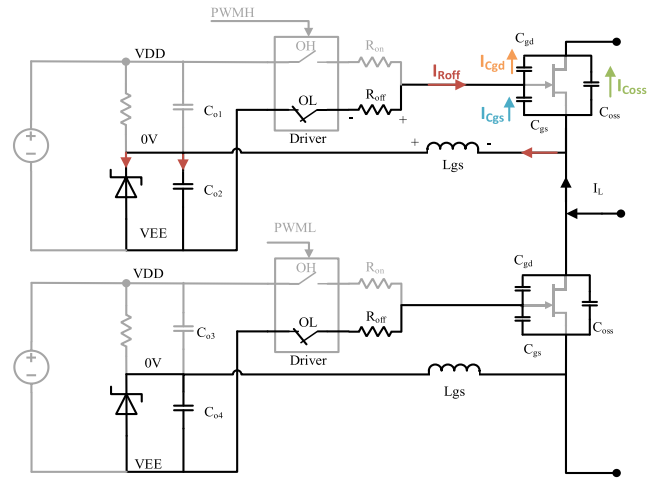 PWMH
VDD
OH
Ron
Cgd
ICgd
IRoff
ICoss
Co1
OL
Roff
ICgs
- +
Driver
Cgs
Coss
0V
+ -
Lgs
Co2
IL
VEE
PWML
VDD
OH
Ron
Cgd
Co3
OL
Roff
Coss
Driver
Cgs
0V
Lgs
Co4
VEE